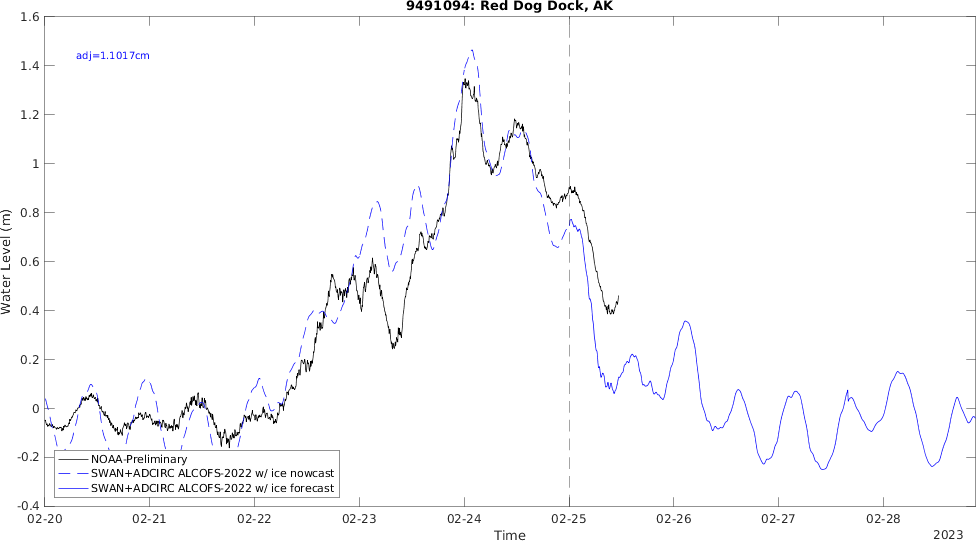 9491094: Red Dog Dock, AK
adj=1.1017cm
Water Level (m)
1.6
1.4
1.2
1
0.8
0.6
0.4
0.2
0
-0.2
-0.4
NOAA-Preliminary
SWAN+ADCIRC ALCOFS-2022 w/ ice nowcast
SWAN+ADCIRC ALCOFS-2022 w/ ice forecast
02-20 02-21 02-22 02-23 02-24 02-25 02-26 02-27 02-28
Time
2023